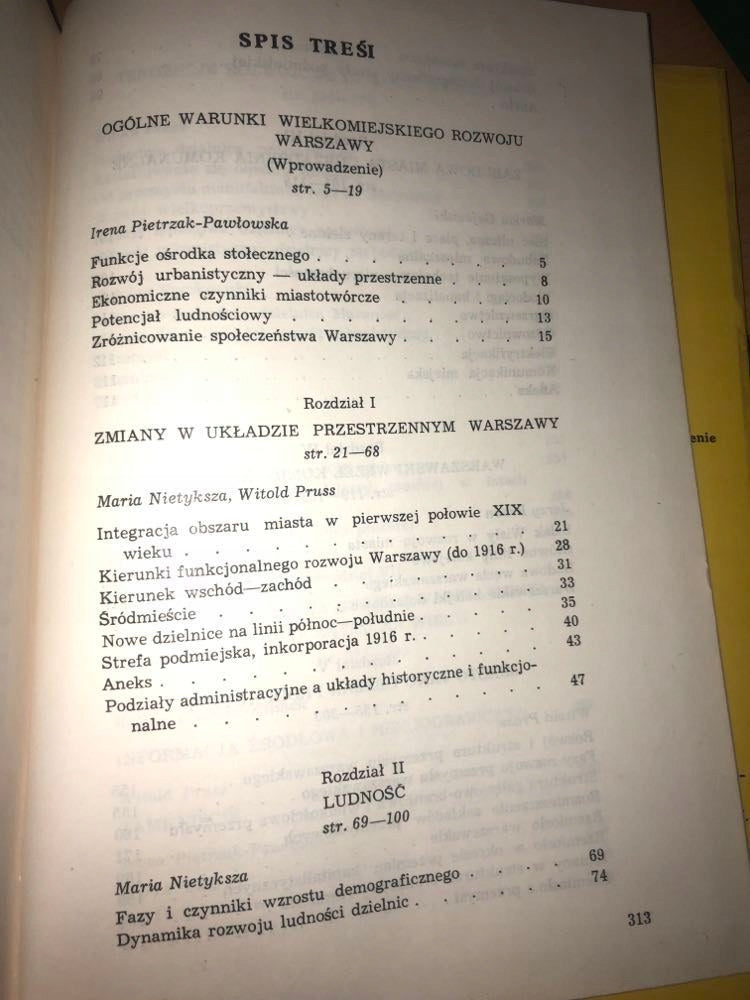 SPIS TREŚI
OGÓLNE WARUNKI WIELKOMIEJSKIEGO ROZWOJU
WARSZAWY
(Wprowadzenie)
str. 5—19
Irena Pietrzak-Pawłowska
Funkcje ośrodka stołecznego . . . . . . . . 5
Rozwój urbanistyczny — układy przestrzenne . . . 8
Ekonomiczne czynniki miastotwórcze . . . . . 10
Potencjał ludnościowy . . . . . . . . 13
Zróżnicowanie społeczeństwa Warszawy . . . . . 15
Rozdział I
ZMIANY W UKŁADZIE PRZESTRZENNYM WARSZAWY
str. 21—68
Maria Nietyksza, Witold Pruss
Integracja obszaru miasta w pierwszej połowie XIX
wieku . . . . . . . . . . . 21
Kierunki funkcjonalnego rozwoju Warszawy (do 1916 r.) 28
Kierunek wschód—zachód . . . . . . . 31
Śródmieście . . . . . . . . . . 33
Nowe dzielnice na linii północ—południe . . . . . 35
Strefa podmiejska, inkorporacja 1916 r. . . . . . 40
Aneks . . . . . . . . . . . . 43
Podziały administracyjne a układy historyczne i funkcjo-
nalne . . . . . . . . . . . 47
Rozdział II
LUDNOŚĆ
str. 69—100
Maria Nietyksza
Fazy i czynniki wzrostu demograficznego . . . . 69
Dynamika rozwoju ludności dzielnic . . . . . . 74
313
enie